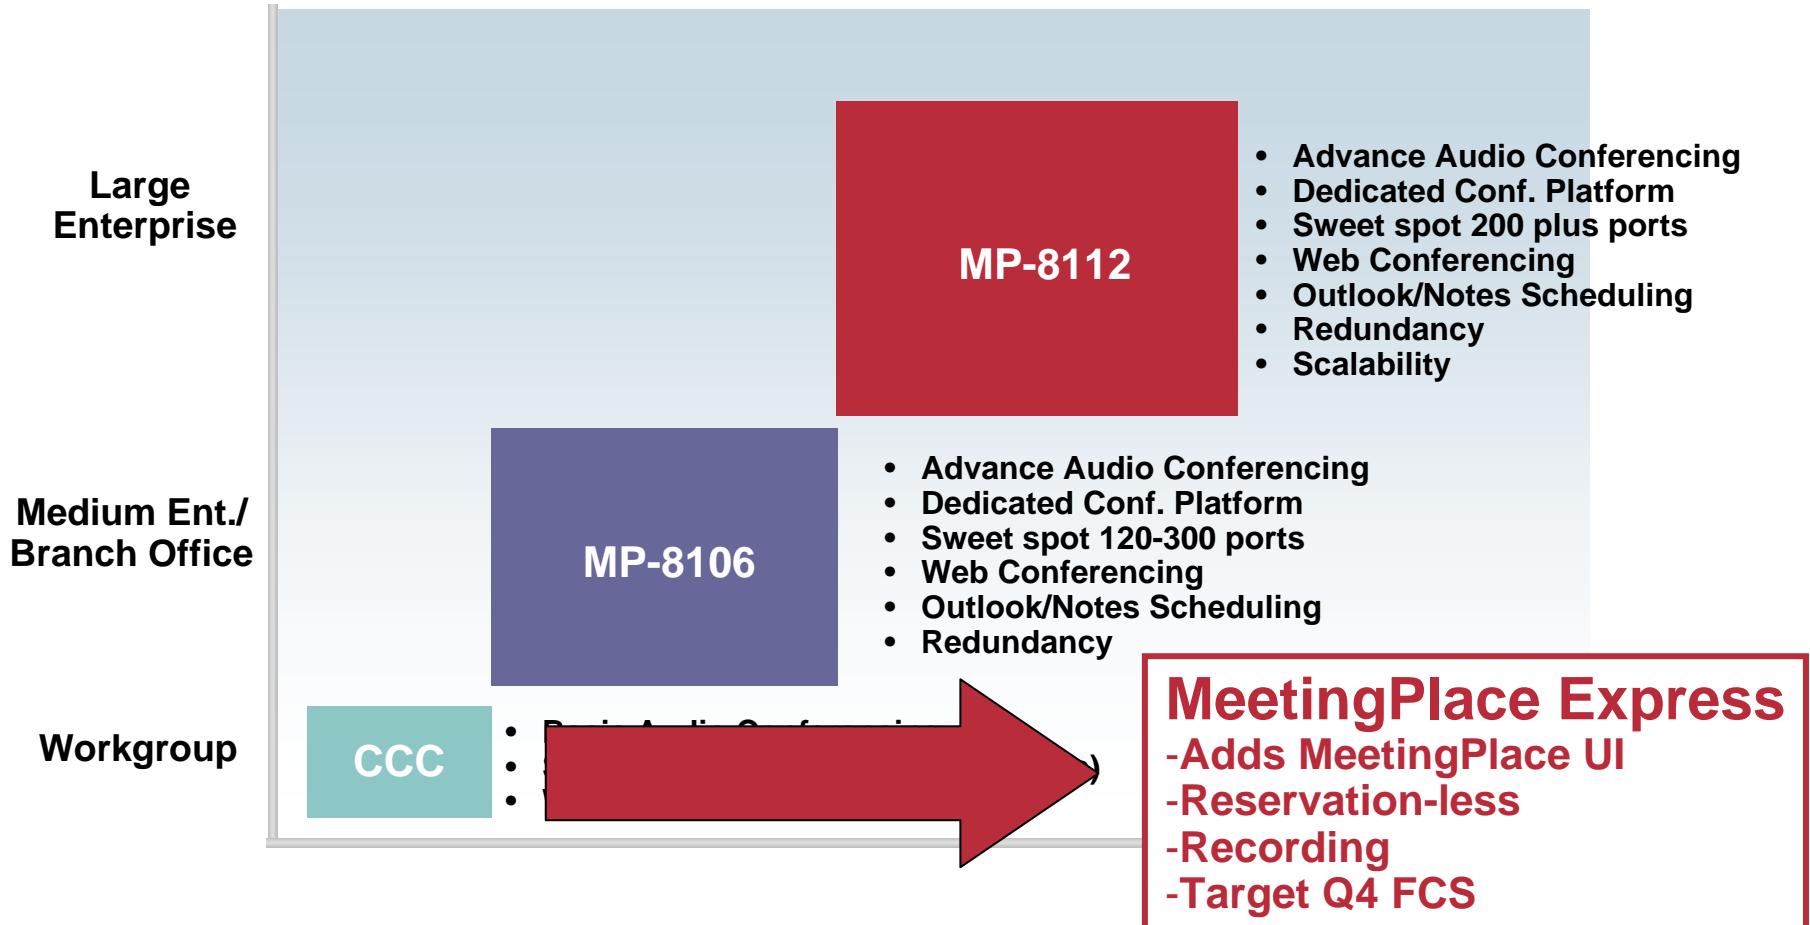 Large
Enterprise
MP-8112
• Advance Audio Conferencing
• Dedicated Conf. Platform
• Sweet spot 200 plus ports
• Web Conferencing
• Outlook/Notes Scheduling
• Redundancy
• Scalability
Medium Ent./
Branch Office
MP-8106
• Advance Audio Conferencing
• Dedicated Conf. Platform
• Sweet spot 120-300 ports
• Web Conferencing
• Outlook/Notes Scheduling
• Redundancy
Workgroup
CCC
MeetingPlace Express
-Adds MeetingPlace UI
-Reservation-less
-Recording
-Target Q4 FCS